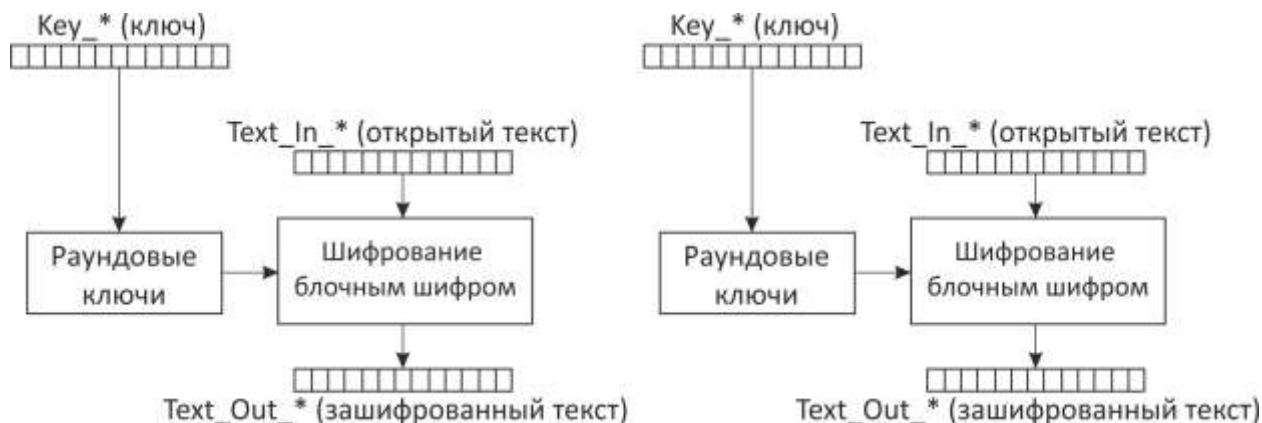 Key_* (ключ)
Text_In_* (открытый текст)
Раундовые
ключи
Шифрование
блочным шифром
Text_Out_* (зашифрованный текст)
Key_* (ключ)
Text_In_* (открытый текст)
Раундовые
ключи
Шифрование
блочным шифром
Text_Out_* (зашифрованный текст)